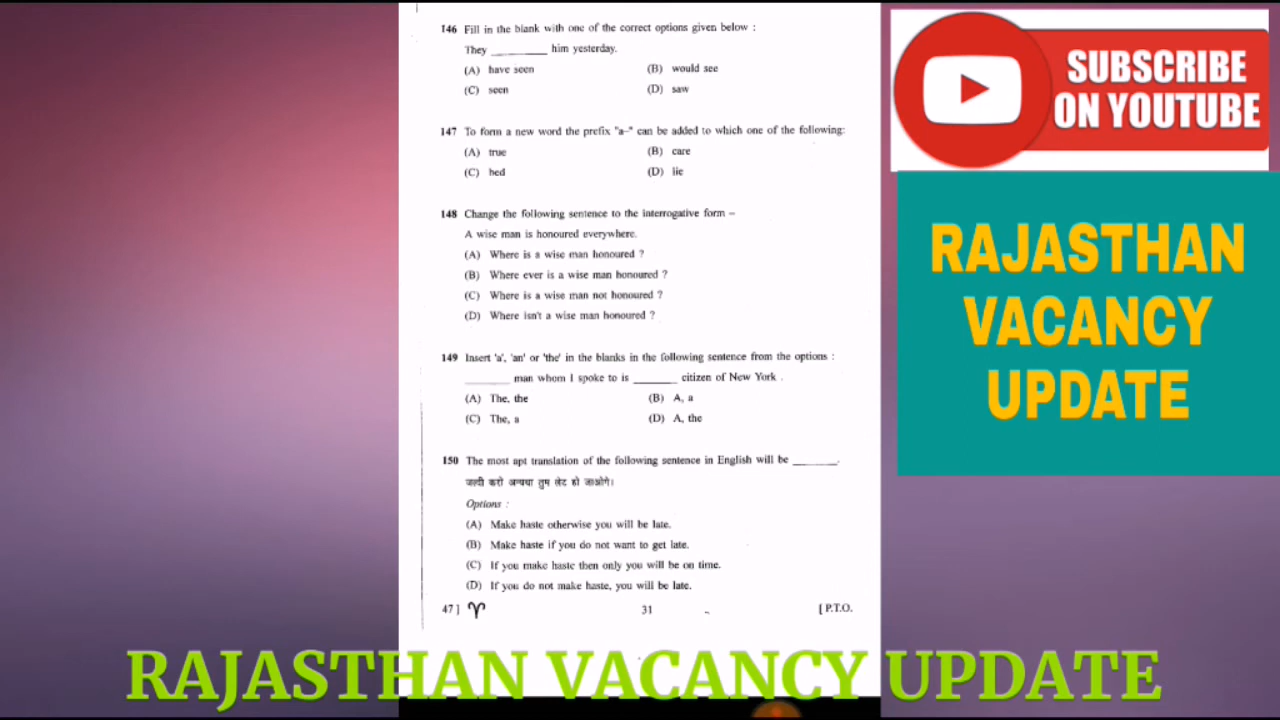 146 Fill in the blank with one of the correct options given below :
They ________ him yesterday.
(A) have seen (B) would see
(C) seen (D) saw
147 To form a new word the prefix "a-" can be added to which one of the following:
(A) true (B) care
(C) bed (D) lie
148 Change the following sentence to the interrogative form –
A wise man is honoured everywhere.
(A) Where is a wise man honoured ?
(B) Where ever is a wise man honoured ?
(C) Where is a wise man not honoured ?
(D) Where isn't a wise man honoured ?
149 Insert 'a', 'an' or 'the' in the blanks in the following sentence from the options :
______ man whom I spoke to is ______ citizen of New York .
(A) The, the (B) A, a
(C) The, a (D) A, the
150 The most apt translation of the following sentence in English will be ______.
जल्दी करो अन्यथा तुम लेट हो जाओगे।
Options :
(A) Make haste otherwise you will be late.
(B) Make haste if you do not want to get late.
(C) If you make haste then only you will be on time.
(D) If you do not make haste, you will be late.
47 ] ♈ 31 [ P.T.O.
SUBSCRIBE
ON YOUTUBE
RAJASTHAN
VACANCY
UPDATE
RAJASTHAN VACANCY UPDATE